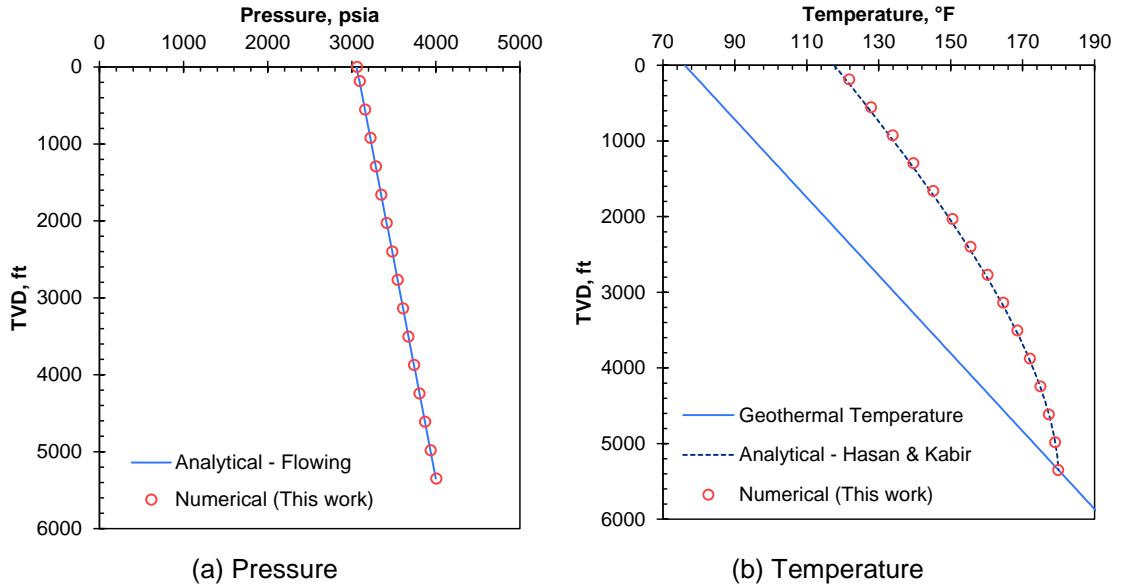 Pressure, psia
0 1000 2000 3000 4000 5000
0
1000
2000
3000
4000
5000
6000
TVD, ft
Analytical - Flowing
Numerical (This work)
(a) Pressure
Temperature, °F
70 90 110 130 150 170 190
0
1000
2000
3000
4000
5000
6000
TVD, ft
Geothermal Temperature
Analytical - Hasan & Kabir
Numerical (This work)
(b) Temperature